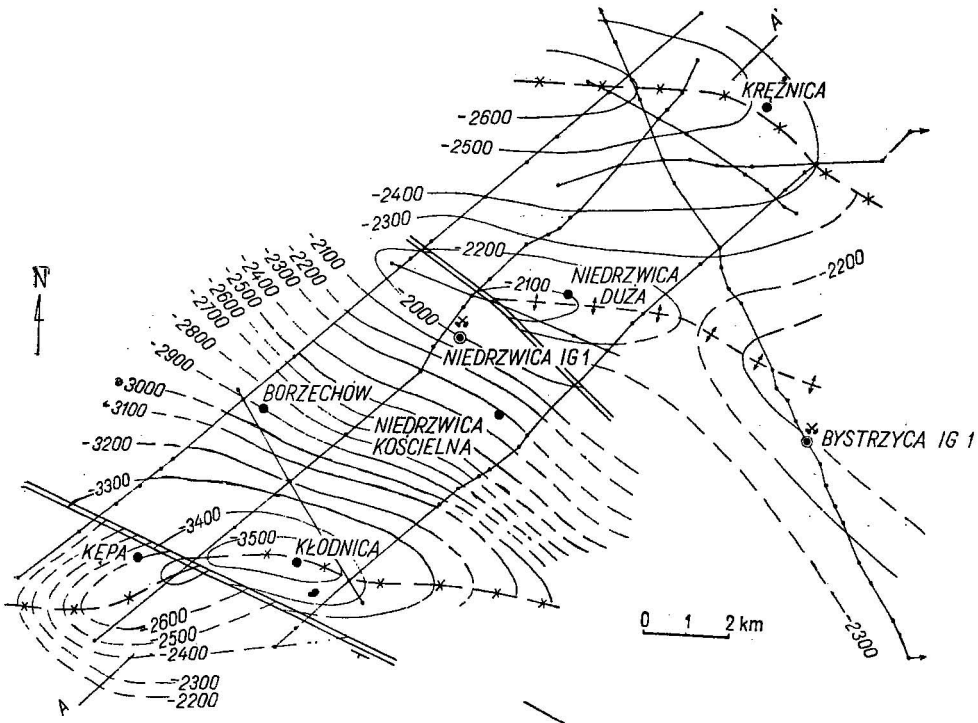 A'
KRĘŻNICA
-2600
-2500
-2400
-2300
-2200
-2200
-2100
NIEDRZWICA
DUŻA
N
-2100
-2200
-2300
-2400
-2500
-2600
-2700
-2800
-2900
-3000
-3100
-3200
-3300
-2000
NIEDRZWICA IG 1
BORZECHÓW
NIEDRZWICA
KOŚCIELNA
BYSTRZYCA IG 1
-3400
-3500
KĘPA
KŁODNICA
-2600
-2500
-2400
-2300
-2200
A
0 1 2 km
-2300